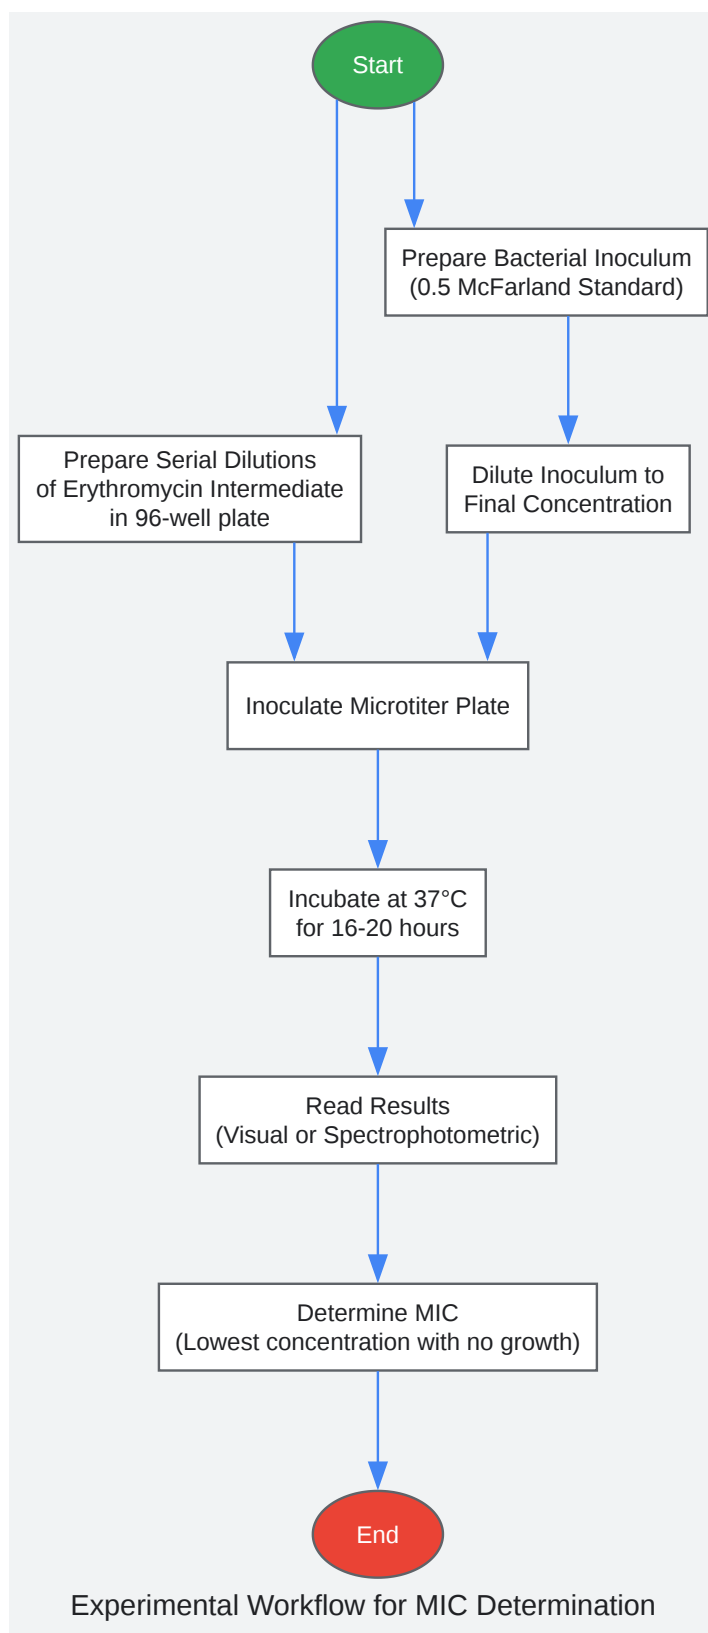 Start
Prepare Bacterial Inoculum
(0.5 McFarland Standard)
Prepare Serial Dilutions
of Erythromycin Intermediate
in 96-well plate
Dilute Inoculum to
Final Concentration
Inoculate Microtiter Plate
Incubate at 37°C
for 16-20 hours
Read Results
(Visual or Spectrophotometric)
Determine MIC
(Lowest concentration with no growth)
End
Experimental Workflow for MIC Determination